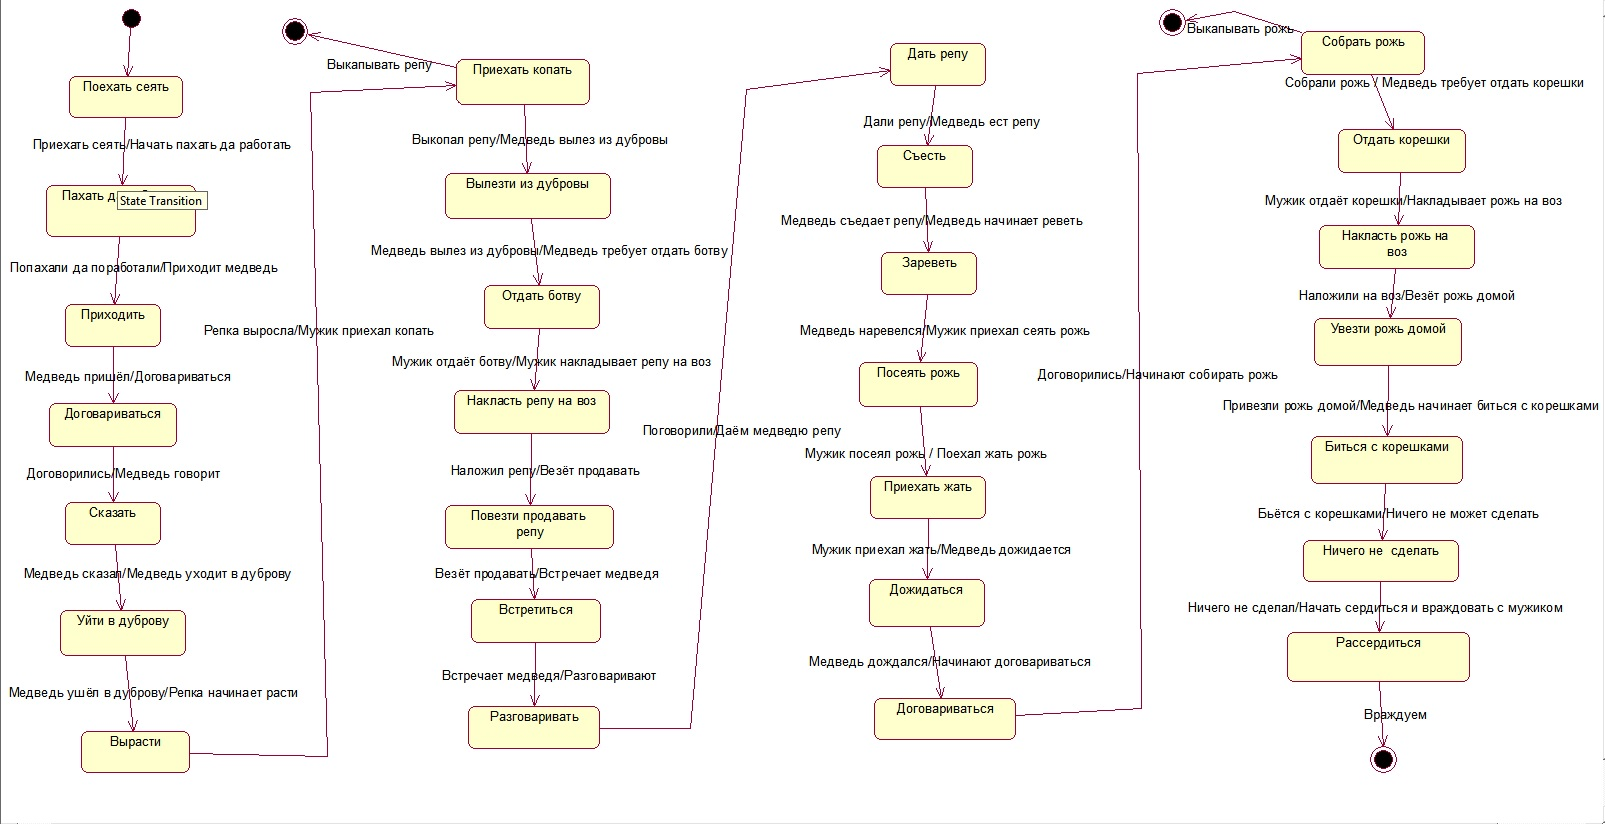 Поехать сеять
Приехать сеять/Начать пахать да работать
Пахать д
State Transition
Попахали да поработали/Приходит медведь
Приходить
Медведь пришёл/Договариваться
Договариваться
Договорились/Медведь говорит
Сказать
Медведь сказал/Медведь уходит в дуброву
Уйти в дуброву
Медведь ушёл в дуброву/Репка начинает расти
Вырасти
Репка выросла/Мужик приехал копать
Выкапывать репу
Приехать копать
Выкопал репу/Медведь вылез из дубровы
Вылезти из дубровы
Медведь вылез из дубровы/Медведь требует отдать ботву
Отдать ботву
Мужик отдаёт ботву/Мужик накладывает репу на воз
Накласть репу на воз
Наложил репу/Везёт продавать
Повезти продавать
репу
Везёт продавать/Встречает медведя
Встретиться
Встречает медведя/Разговаривают
Разговаривать
Поговорили/Даём медведю репу
Дать репу
Дали репу/Медведь ест репу
Съесть
Медведь съедает репу/Медведь начинает реветь
Зареветь
Медведь наревелся/Мужик приехал сеять рожь
Посеять рожь
Мужик посеял рожь / Поехал жать рожь
Приехать жать
Мужик приехал жать/Медведь дожидается
Дожидаться
Медведь дождался/Начинают договариваться
Договариваться
Договорились/Начинают собирать рожь
Выкапывать рожь
Собрать рожь
Собрали рожь / Медведь требует отдать корешки
Отдать корешки
Мужик отдаёт корешки/Накладывает рожь на воз
Накласть рожь на
воз
Наложили на воз/Везёт рожь домой
Увезти рожь домой
Привезли рожь домой/Медведь начинает биться с корешками
Биться с корешками
Бьётся с корешками/Ничего не может сделать
Ничего не  сделать
Ничего не сделал/Начать сердиться и враждовать с мужиком
Рассердиться
Враждуем